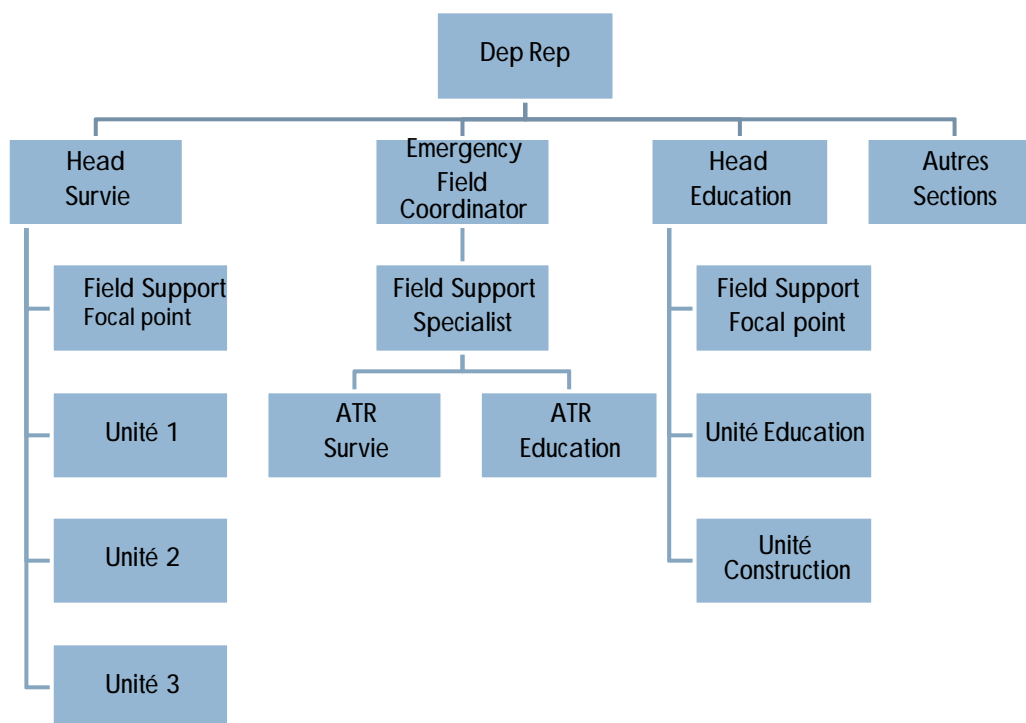 Dep Rep
Head
Survie
Emergency
Field
Coordinator
Head
Education
Autres
Sections
Field Support
Focal point
Field Support
Specialist
Field Support
Focal point
Unité 1
ATR
Survie
ATR
Education
Unité Education
Unité 2
Unité
Construction
Unité 3